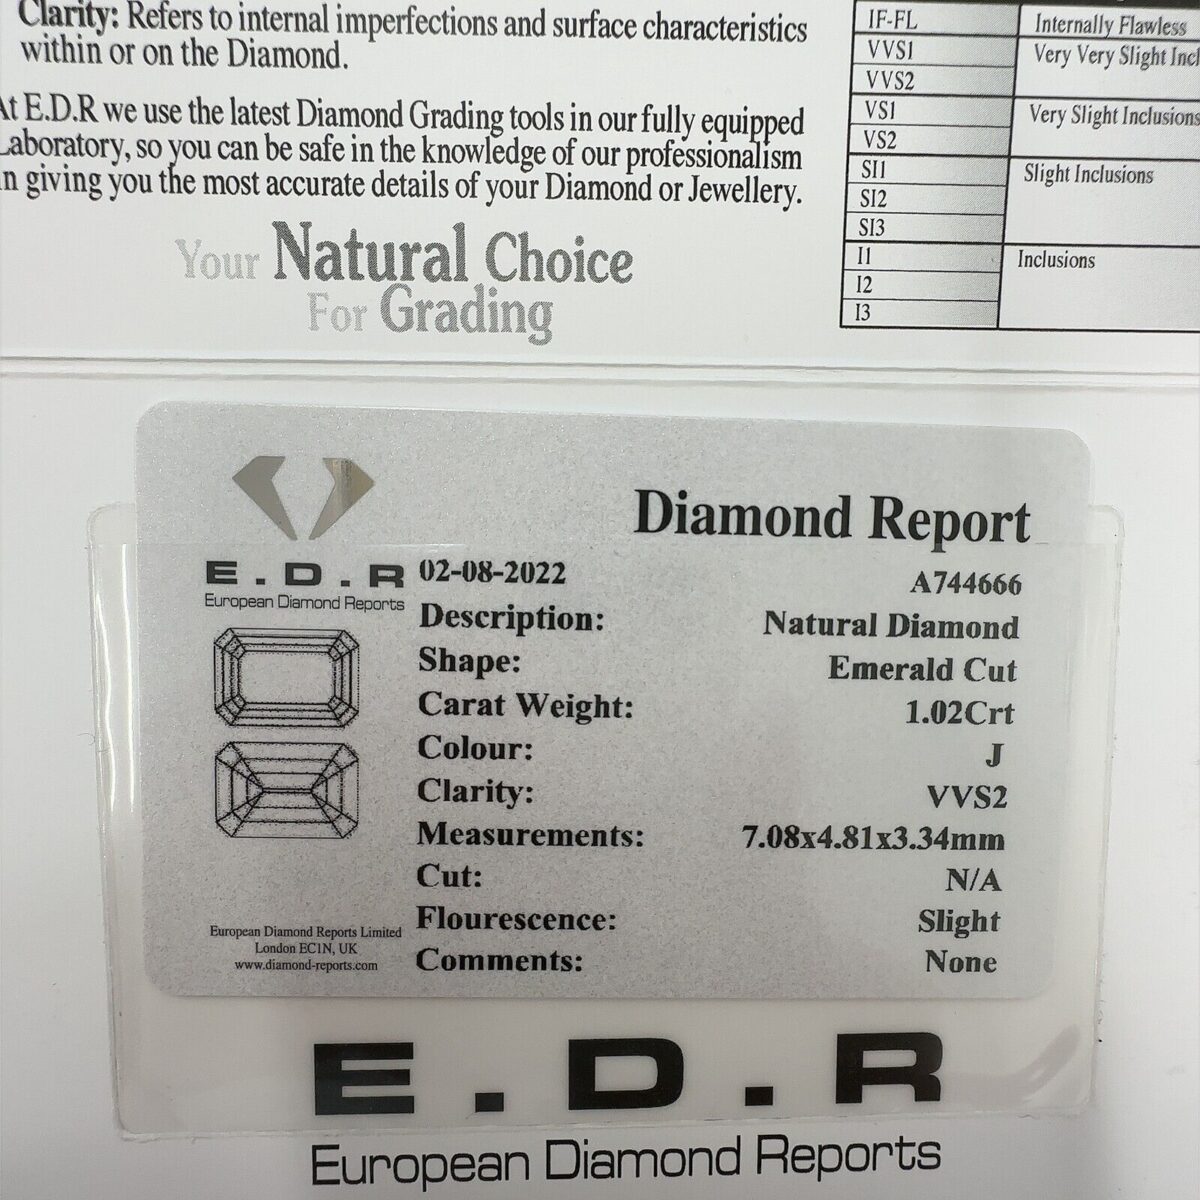 Clarity: Refers to internal imperfections and surface characteristics
within or on the Diamond.
At E.D.R we use the latest Diamond Grading tools in our fully equipped
Laboratory, so you can be safe in the knowledge of our professionalism
in giving you the most accurate details of your Diamond or Jewellery.
Your Natural Choice
For Grading
IF-FL Internally Flawless
VVS1 Very Very Slight Incl
VVS2
VS1 Very Slight Inclusions
VS2
SI1 Slight Inclusions
SI2
SI3
I1 Inclusions
I2
I3
Diamond Report
E.D.R
European Diamond Reports
02-08-2022 A744666
Description: Natural Diamond
Shape: Emerald Cut
Carat Weight: 1.02Crt
Colour: J
Clarity: VVS2
Measurements: 7.08x4.81x3.34mm
Cut: N/A
Flourescence: Slight
Comments: None
European Diamond Reports Limited
London EC1N, UK
www.diamond-reports.com
E.D.R
European Diamond Reports